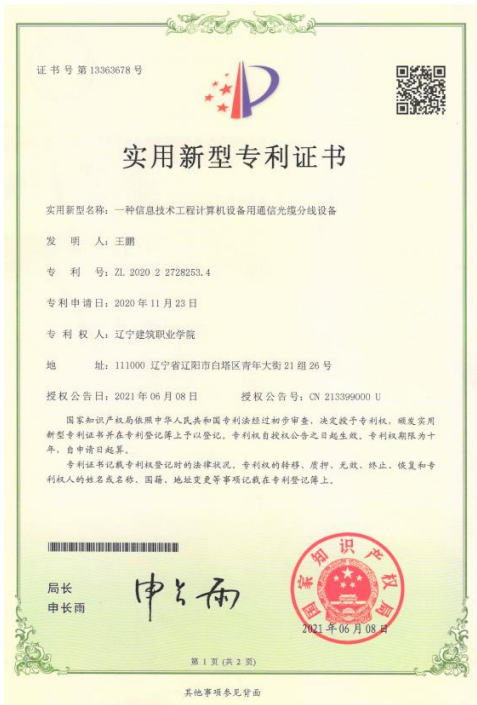 证书号第13363678号
实用新型专利证书
实用新型名称：一种信息技术工程计算机设备用通信光缆分线设备
发明人：王鹏
专利号：ZL 2020 2 2728253.4
专利申请日：2020年11月23日
专利权人：辽宁建筑职业学院
地址：111000 辽宁省辽阳市白塔区青年大街21组26号
授权公告日：2021年06月08日 授权公告号：CN 213399000 U
国家知识产权局依照中华人民共和国专利法经过初步审查，决定授予专利权，颁发实用
新型专利证书并在专利登记簿上予以登记。专利权自授权公告之日起生效。专利权期限为十
年，自申请日起算。
专利证书记载专利权登记时的法律状况。专利权的转移、质押、无效、终止、恢复和专
利权人的姓名或名称、国籍、地址变更等事项记载在专利登记簿上。
局长
申长雨
申长雨
国家知识产权局
2021年06月08日
第1页(共2页)
其他事项参见背面